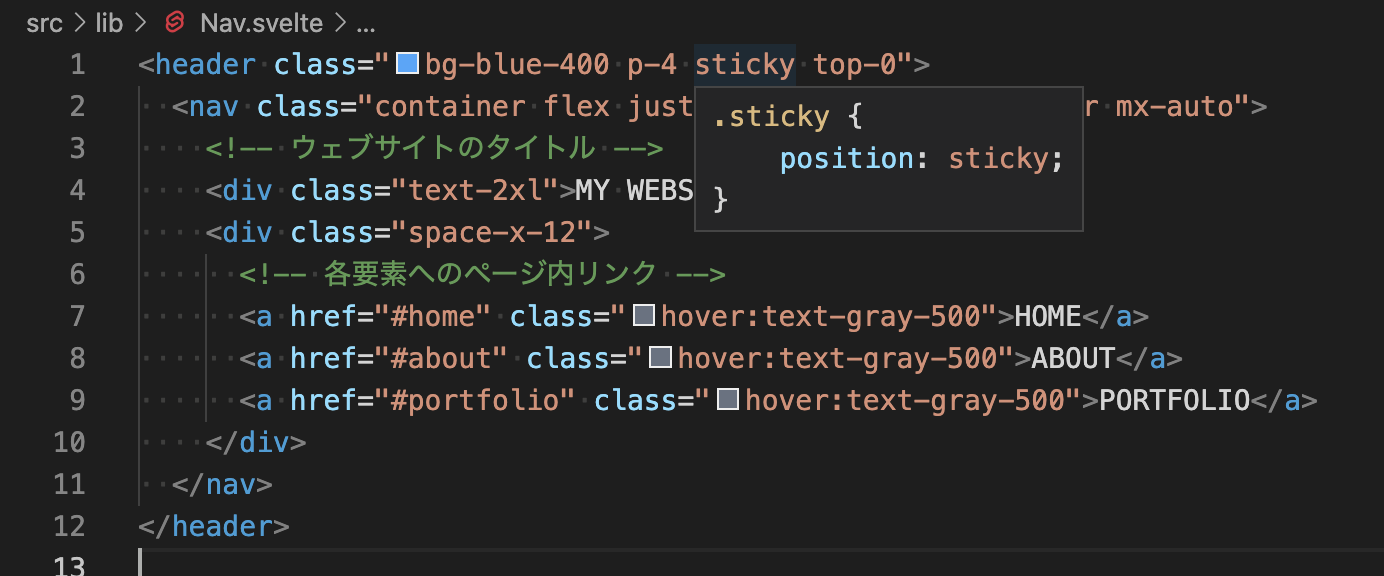 src > lib > Nav.svelte > ...
1 <header class="bg-blue-400 p-4 sticky top-0">
2 <nav class="container flex just r mx-auto">
.sticky {
position: sticky;
}
3 <!-- ウェブサイトのタイトル -->
4 <div class="text-2xl">MY WEBS
5 <div class="space-x-12">
6 <!-- 各要素へのページ内リンク -->
7 <a href="#home" class="hover:text-gray-500">HOME</a>
8 <a href="#about" class="hover:text-gray-500">ABOUT</a>
9 <a href="#portfolio" class="hover:text-gray-500">PORTFOLIO</a>
10 </div>
11 </nav>
12 </header>
13